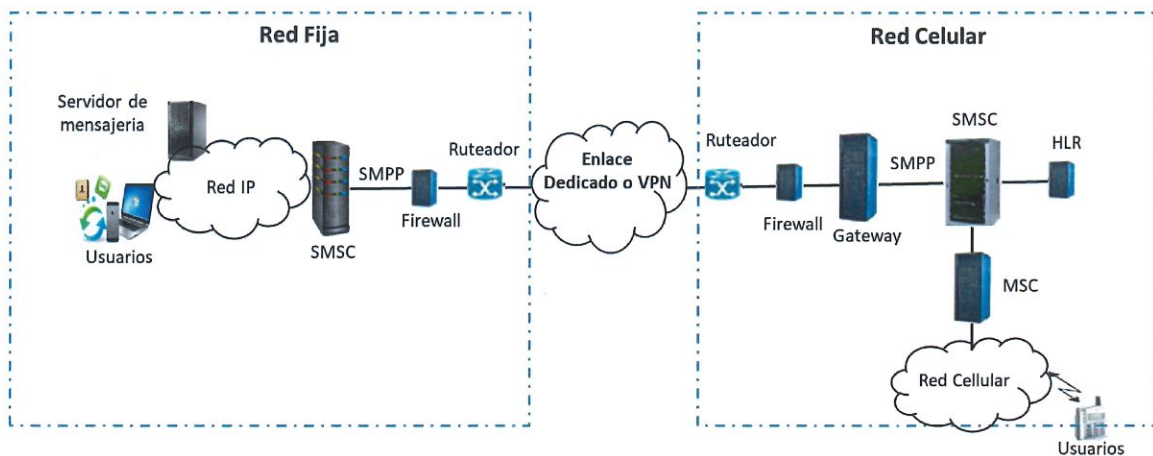 Red Fija
Servidor de
mensajeria
Red IP
Usuarios
SMSC
SMPP
Firewall
Ruteador
Enlace
Dedicado o VPN
Red Celular
Ruteador
Firewall
Gateway
SMPP
SMSC
HLR
MSC
Red Cellular
Usuarios